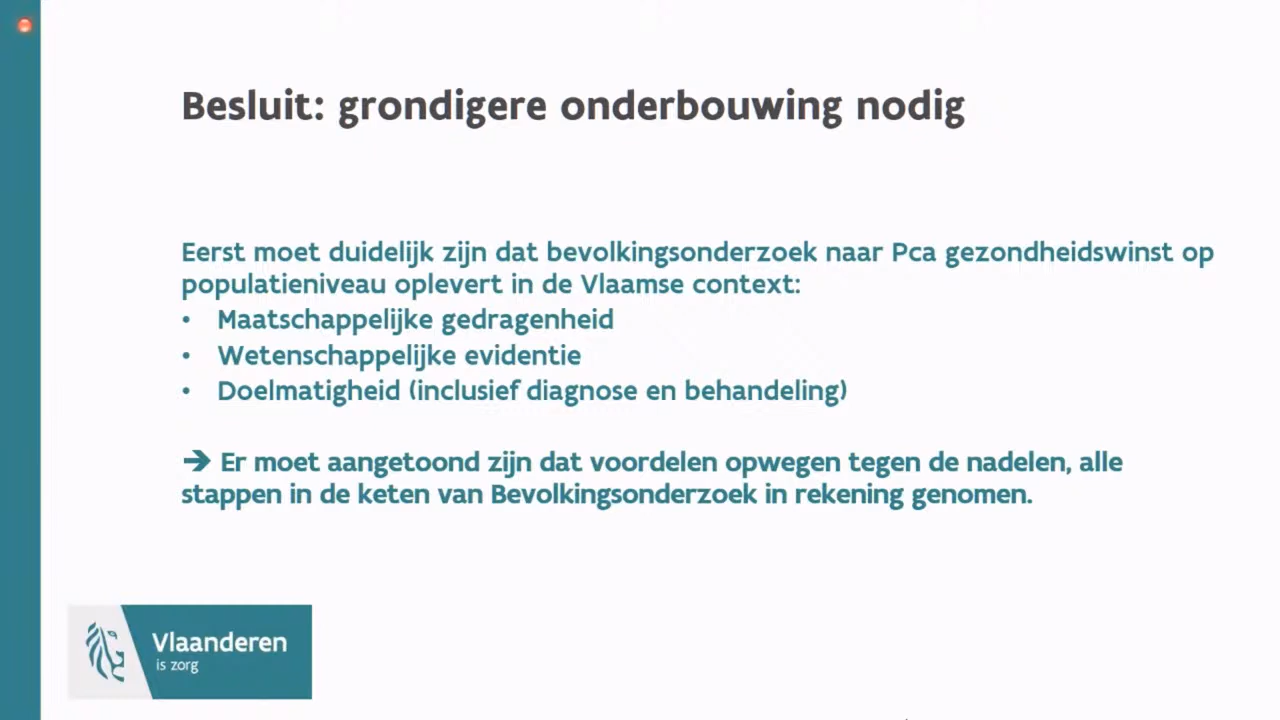 Besluit: grondigere onderbouwing nodig
Eerst moet duidelijk zijn dat bevolkingsonderzoek naar Pca gezondheidswinst op
populatieniveau oplevert in de Vlaamse context:
• Maatschappelijke gedragenheid
• Wetenschappelijke evidentie
• Doelmatigheid (inclusief diagnose en behandeling)
➔ Er moet aangetoond zijn dat voordelen opwegen tegen de nadelen, alle
stappen in de keten van Bevolkingsonderzoek in rekening genomen.
Vlaanderen
is zorg